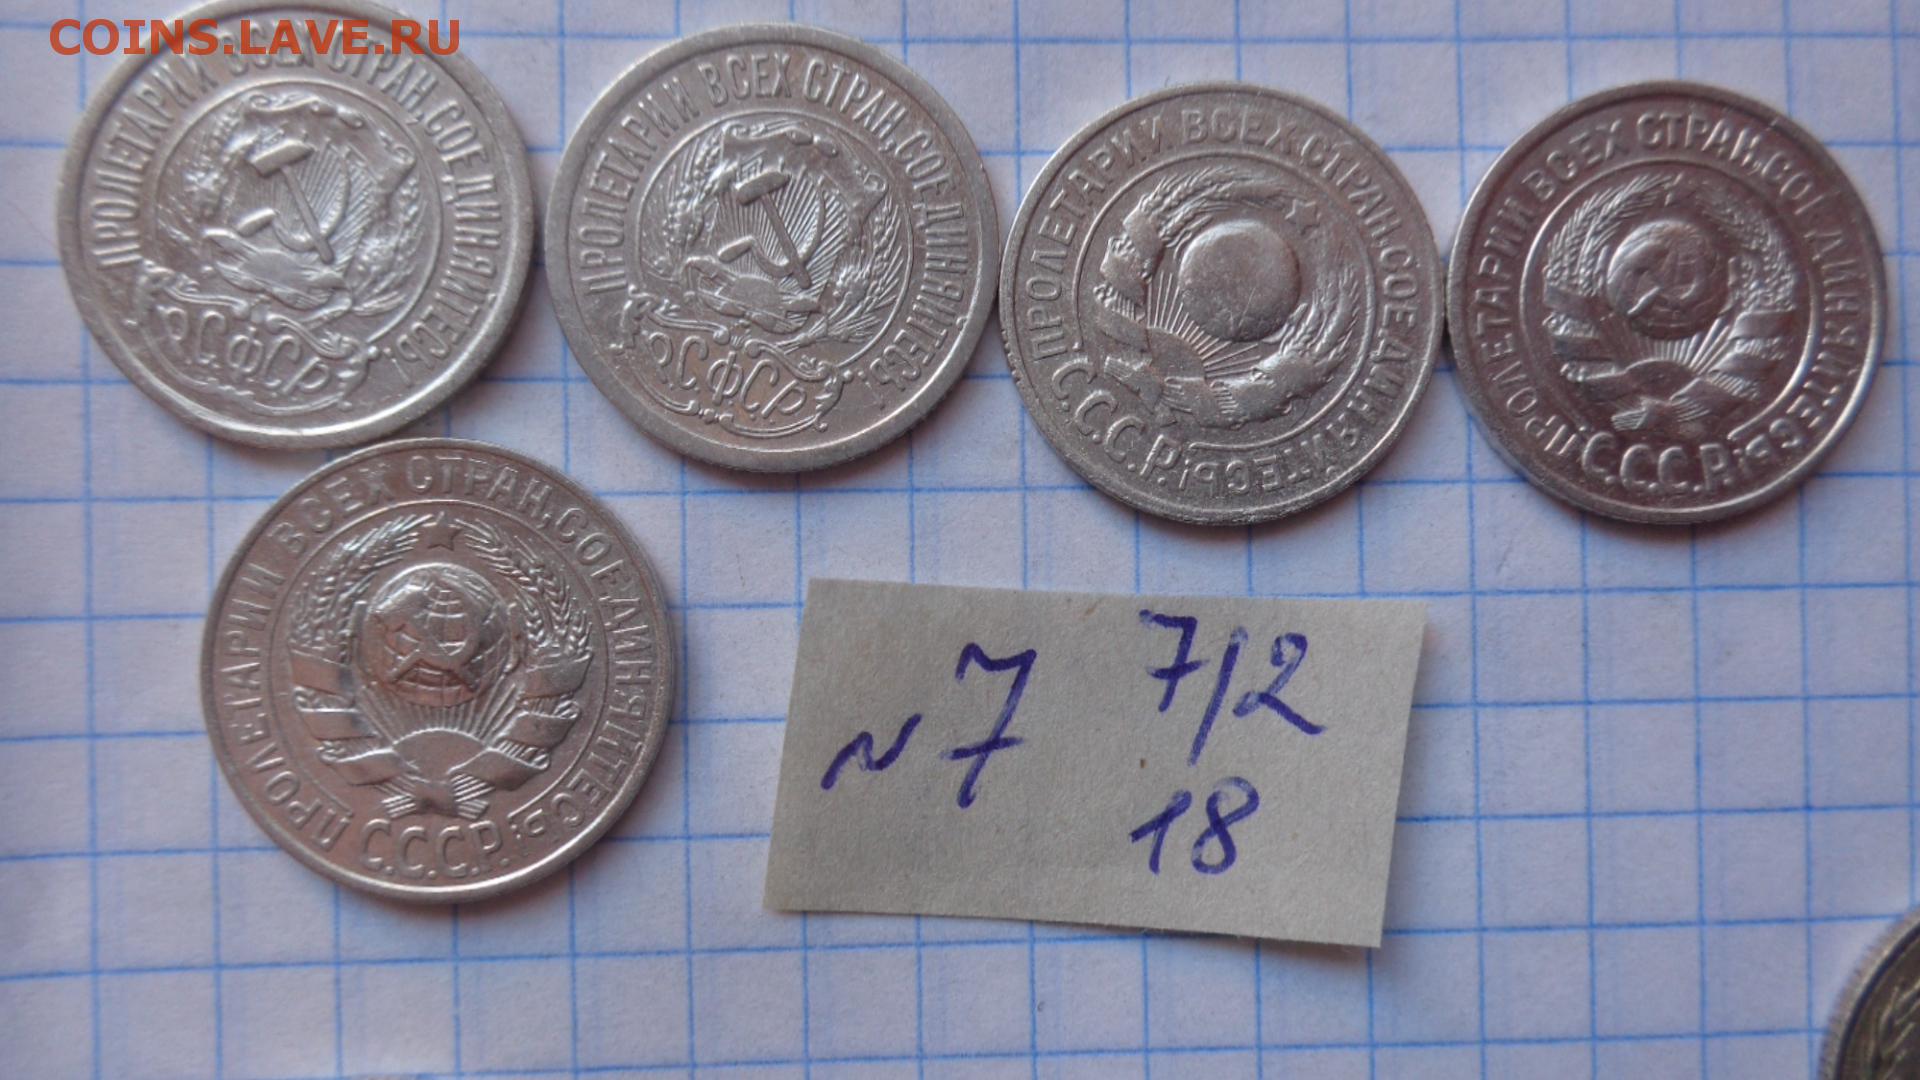 COINS.LAVE.RU
ПРОЛЕТАРИИ ВСЕХ СТРАН, СОЕДИНЯЙТЕСЬ!
Р.С.Ф.С.Р.
ПРОЛЕТАРИИ ВСЕХ СТРАН, СОЕДИНЯЙТЕСЬ!
Р.С.Ф.С.Р.
ПРОЛЕТАРИИ ВСЕХ СТРАН, СОЕДИНЯЙТЕСЬ!
С.С.С.Р.
ПРОЛЕТАРИИ ВСЕХ СТРАН, СОЕДИНЯЙТЕСЬ!
С.С.С.Р.
ПРОЛЕТАРИИ ВСЕХ СТРАН, СОЕДИНЯЙТЕСЬ!
С.С.С.Р.
N 7 7/2
18